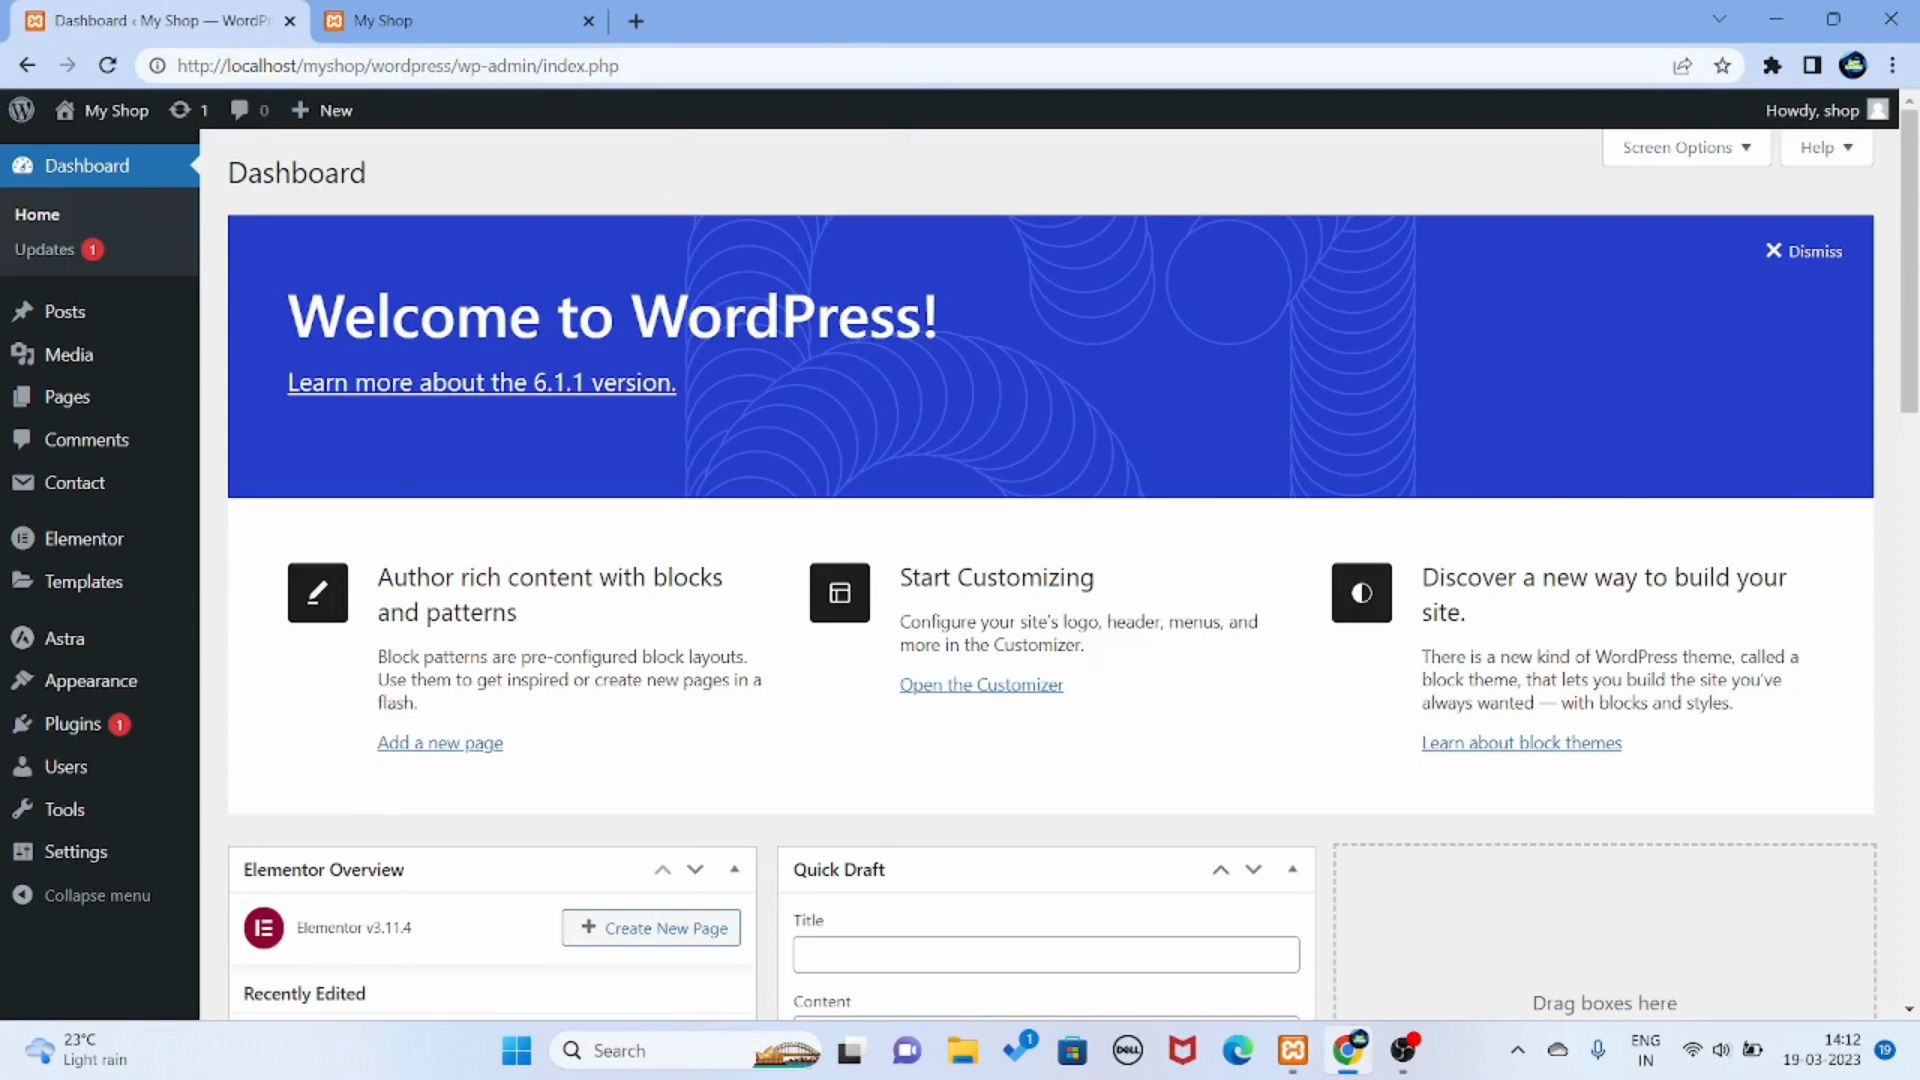 Dashboard ‹ My Shop — WordPr
My Shop
http://localhost/myshop/wordpress/wp-admin/index.php
My Shop 1 0 New
Howdy, shop
Screen Options Help
Dashboard
Home
Updates 1
Posts
Media
Pages
Comments
Contact
Elementor
Templates
Astra
Appearance
Plugins 1
Users
Tools
Settings
Collapse menu
Dashboard
Dismiss
Welcome to WordPress!
Learn more about the 6.1.1 version.
Author rich content with blocks
and patterns
Block patterns are pre-configured block layouts.
Use them to get inspired or create new pages in a
flash.
Add a new page
Start Customizing
Configure your site's logo, header, menus, and
more in the Customizer.
Open the Customizer
Discover a new way to build your
site.
There is a new kind of WordPress theme, called a
block theme, that lets you build the site you've
always wanted — with blocks and styles.
Learn about block themes
Elementor Overview
Elementor v3.11.4
Create New Page
Recently Edited
Quick Draft
Title
Content
Drag boxes here
23°C
Light rain
Search
1
DELL
ENG
IN
14:12
19-03-2023
19